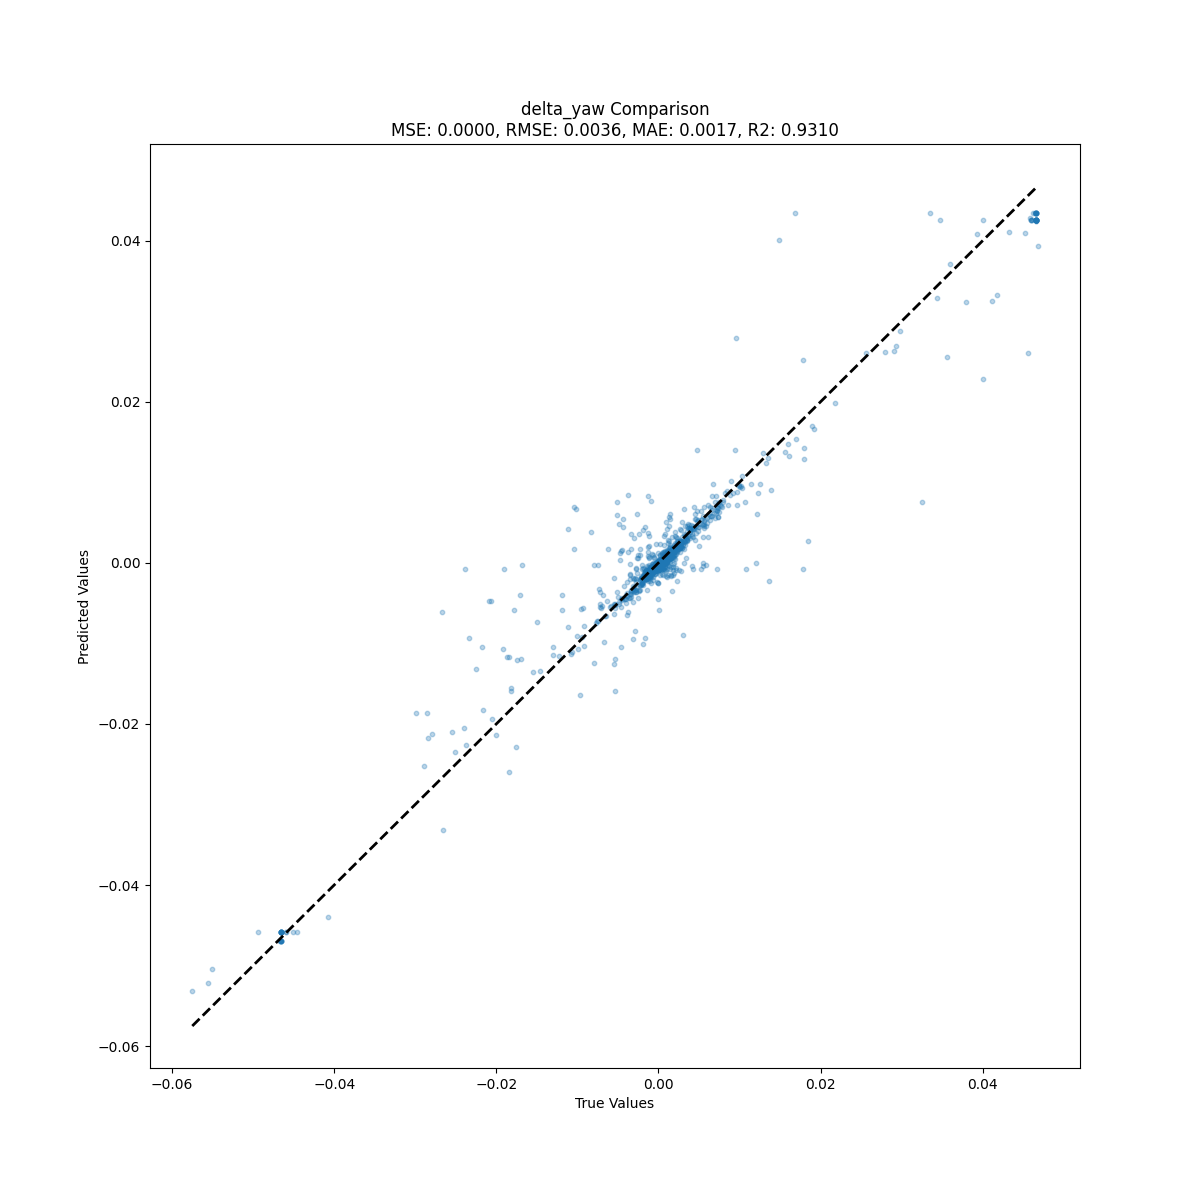 delta_yaw Comparison
MSE: 0.0000, RMSE: 0.0036, MAE: 0.0017, R2: 0.9310
Predicted Values
0.04
0.02
0.00
−0.02
−0.04
−0.06
−0.06 −0.04 −0.02 0.00 0.02 0.04
True Values